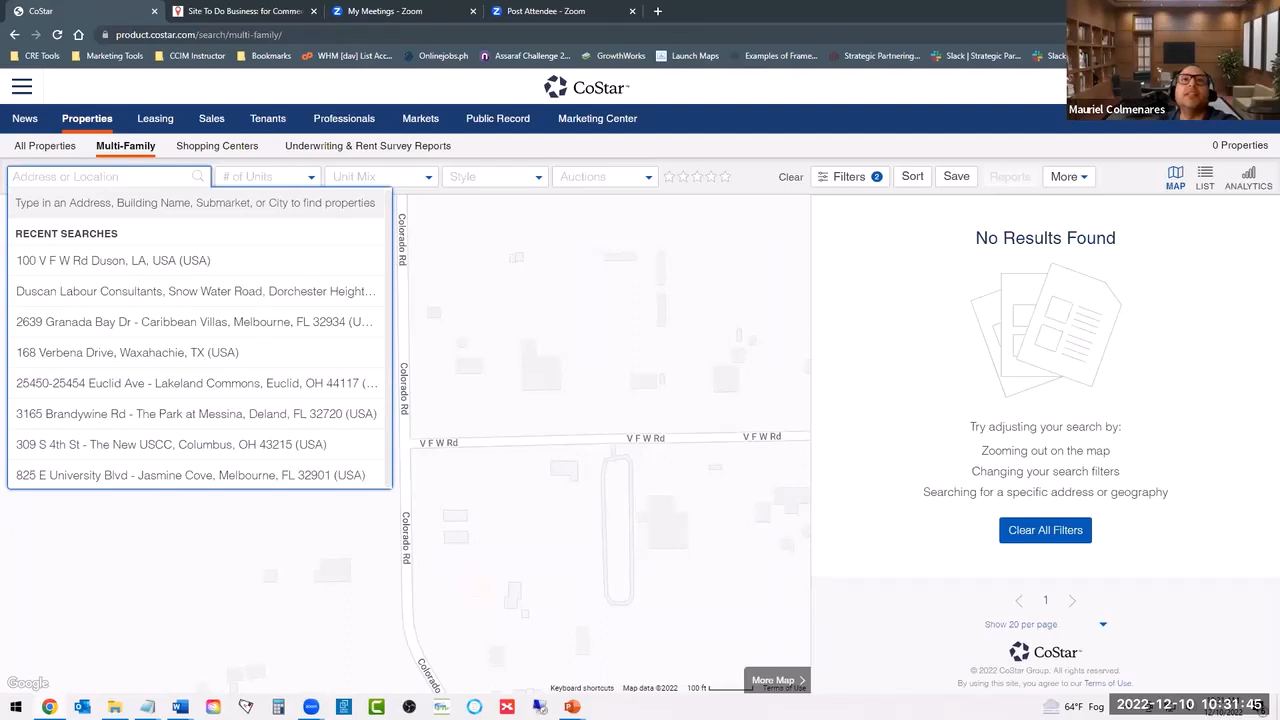 CoStar
Site To Do Business for Commer
My Meetings - Zoom
Post Attendee - Zoom
product.costar.com/search/multi-family/
CRE Tools
Marketing Tools
CCIM Instructor
Bookmarks
WHM [day] List Acc...
Onlinejobs.ph
Assaraf Challenge 2...
GrowthWorks
Launch Maps
Examples of Frame...
Strategic Partnering...
Slack | Strategic Par...
Slack
Mauriel Colmenares
CoStar™
News
Properties
Leasing
Sales
Tenants
Professionals
Markets
Public Record
Marketing Center
All Properties
Multi-Family
Shopping Centers
Underwriting & Rent Survey Reports
0 Properties
Address or Location
# of Units
Unit Mix
Style
Auctions
Clear
Filters 2
Sort
Save
Reports
More
MAP
LIST
ANALYTICS
Type in an Address, Building Name, Submarket, or City to find properties
RECENT SEARCHES
100 V F W Rd Duson, LA, USA (USA)
Duscan Labour Consultants, Snow Water Road, Dorchester Height...
2639 Granada Bay Dr - Caribbean Villas, Melbourne, FL 32934 (U...
168 Verbena Drive, Waxahachie, TX (USA)
25450-25454 Euclid Ave - Lakeland Commons, Euclid, OH 44117 (...
3165 Brandywine Rd - The Park at Messina, Deland, FL 32720 (USA)
309 S 4th St - The New USCC, Columbus, OH 43215 (USA)
825 E University Blvd - Jasmine Cove, Melbourne, FL 32901 (USA)
Colorado Rd
Colorado Rd
V F W Rd
V F W Rd
V F W Rd
Colorado Rd
Colorado
Google
Keyboard shortcuts
Map data ©2022
100 ft
Terms of Use
More Map
No Results Found
Try adjusting your search by:
Zooming out on the map
Changing your search filters
Searching for a specific address or geography
Clear All Filters
1
Show 20 per page
CoStar™
© 2022 CoStar Group. All rights reserved.
By using this site, you agree to our Terms of Use.
64°F Fog
2022-12-10 10:31:45